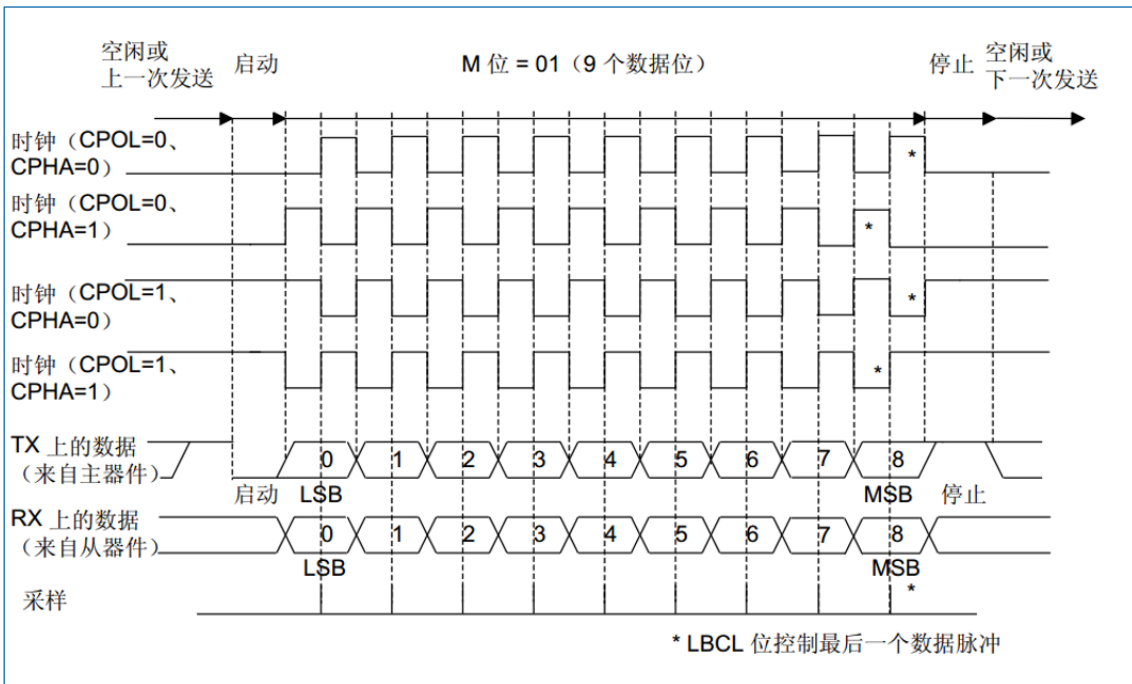 空闲或
上一次发送
启动
M 位 = 01（9 个数据位）
停止
空闲或
下一次发送
时钟（CPOL=0、
CPHA=0）
*
时钟（CPOL=0、
CPHA=1）
*
时钟（CPOL=1、
CPHA=0）
*
时钟（CPOL=1、
CPHA=1）
*
TX 上的数据
（来自主器件）
0 1 2 3 4 5 6 7 8
启动 LSB MSB 停止
RX 上的数据
（来自从器件）
0 1 2 3 4 5 6 7 8
LSB MSB
采样
*
* LBCL 位控制最后一个数据脉冲